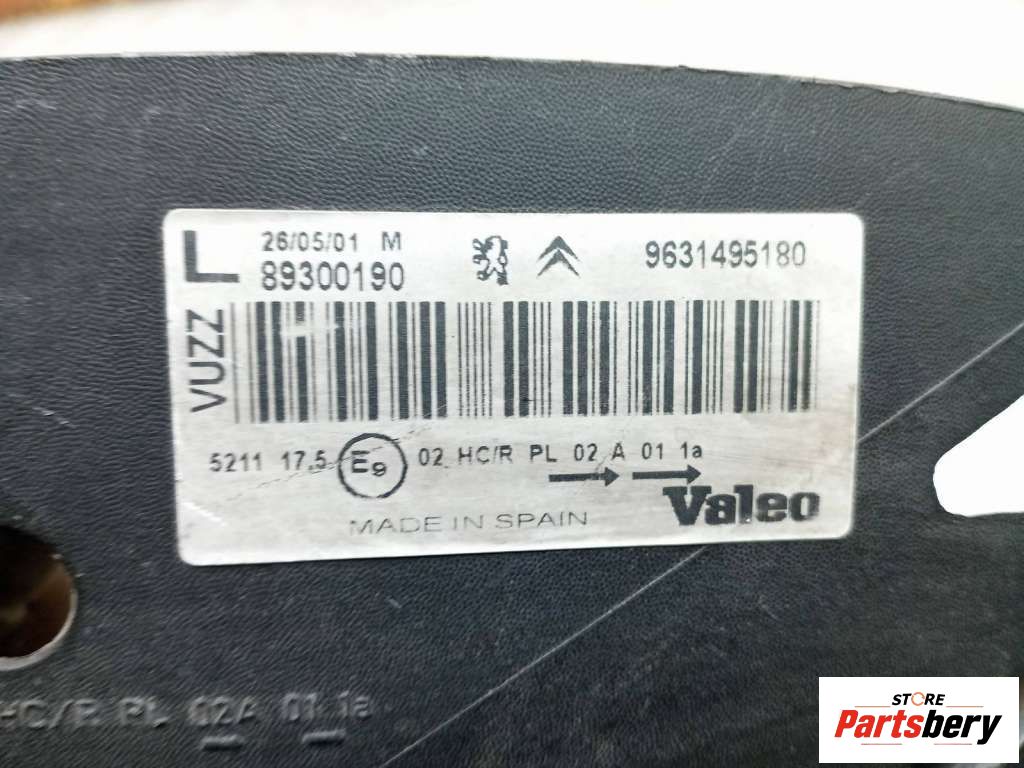 L 26/05/01 M 9631495180
89300190
VUZZ
5211 17,5 E9 02 HC/R PL 02 A 01 1a
Valeo
MADE IN SPAIN
HC/R PL 02A 01 1a
STORE
Partsbery